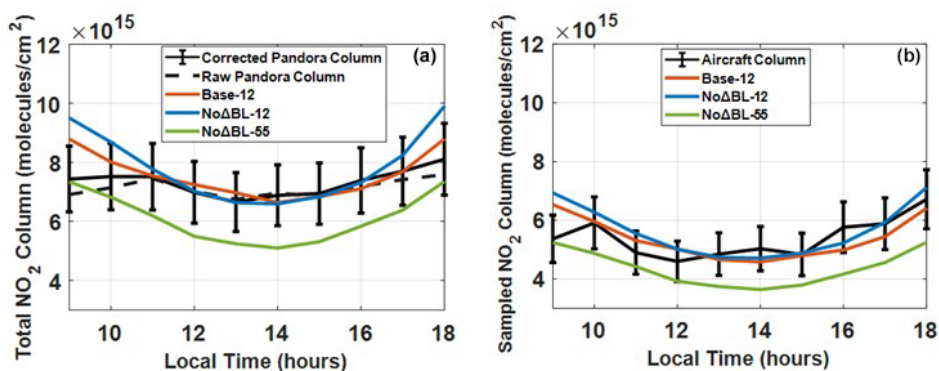 ×10^15
(a)
Corrected Pandora Column
Raw Pandora Column
Base-12
NoΔBL-12
NoΔBL-55
Total NO₂ Column (molecules/cm²)
12
10
8
6
4
10 12 14 16 18
Local Time (hours)
×10^15
(b)
Aircraft Column
Base-12
NoΔBL-12
NoΔBL-55
Sampled NO₂ Column (molecules/cm²)
12
10
8
6
4
10 12 14 16 18
Local Time (hours)